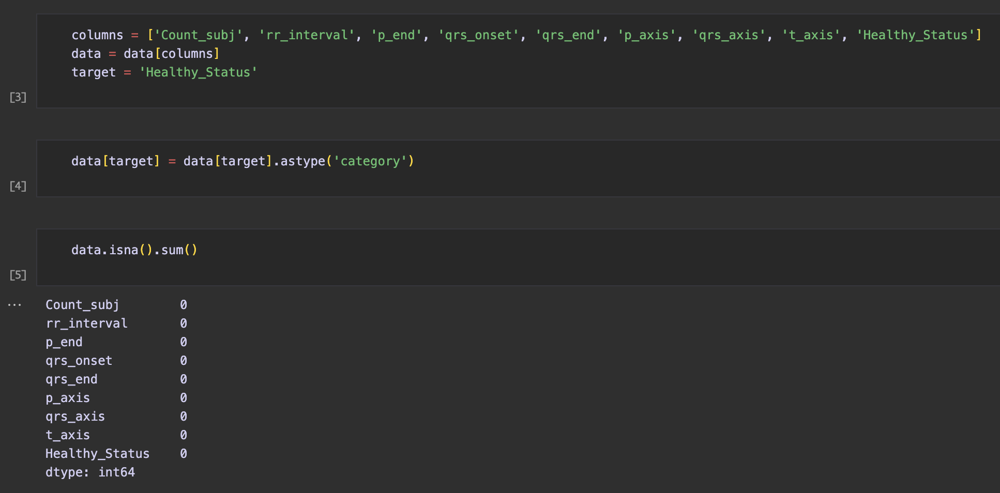 columns = ['Count_subj', 'rr_interval', 'p_end', 'qrs_onset', 'qrs_end', 'p_axis', 'qrs_axis', 't_axis', 'Healthy_Status']
data = data[columns]
target = 'Healthy_Status'
[3]
data[target] = data[target].astype('category')
[4]
data.isna().sum()
[5]
... Count_subj 0
rr_interval 0
p_end 0
qrs_onset 0
qrs_end 0
p_axis 0
qrs_axis 0
t_axis 0
Healthy_Status 0
dtype: int64